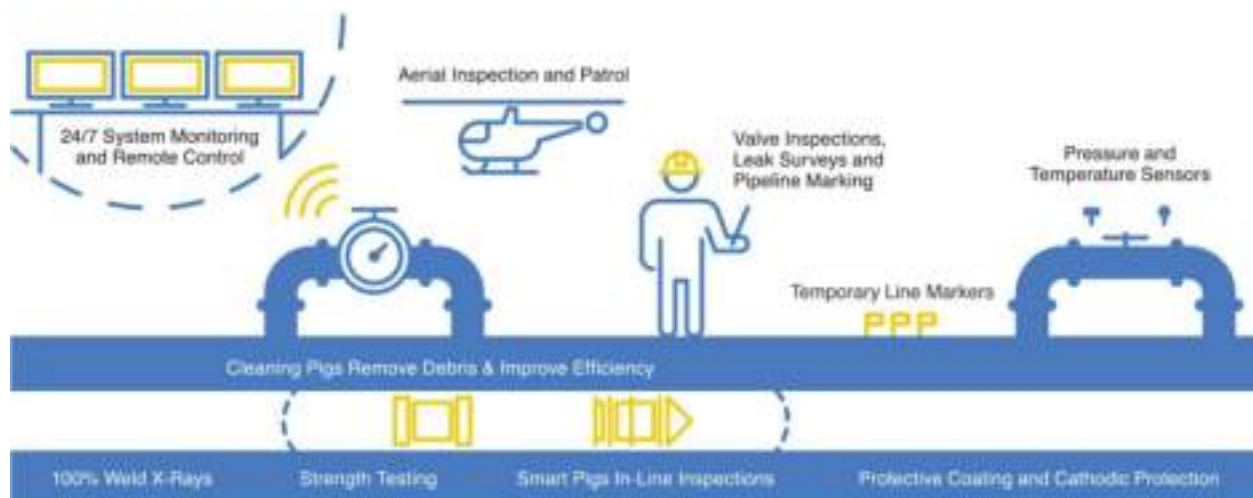 Aerial Inspection and Patrol
24/7 System Monitoring
and Remote Control
Valve Inspections,
Leak Surveys and
Pipeline Marking
Pressure and
Temperature Sensors
Temporary Line Markers
Cleaning Pigs Remove Debris & Improve Efficiency
100% Weld X-Rays
Strength Testing
Smart Pigs In-Line Inspections
Protective Coating and Cathodic Protection